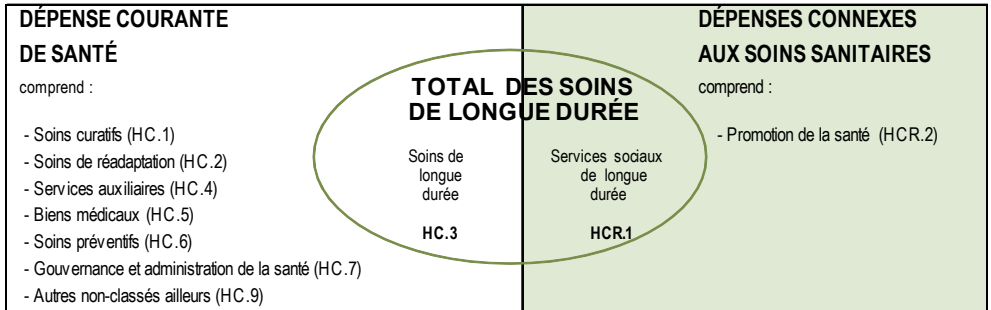 DÉPENSE COURANTE
DE SANTÉ
comprend :
- Soins curatifs (HC.1)
- Soins de réadaptation (HC.2)
- Services auxiliaires (HC.4)
- Biens médicaux (HC.5)
- Soins préventifs (HC.6)
- Gouvernance et administration de la santé (HC.7)
- Autres non-classés ailleurs (HC.9)
TOTAL DES SOINS
DE LONGUE DURÉE
Soins de
longue
durée
HC.3
Services sociaux
de longue
durée
HCR.1
DÉPENSES CONNEXES
AUX SOINS SANITAIRES
comprend :
- Promotion de la santé (HCR.2)